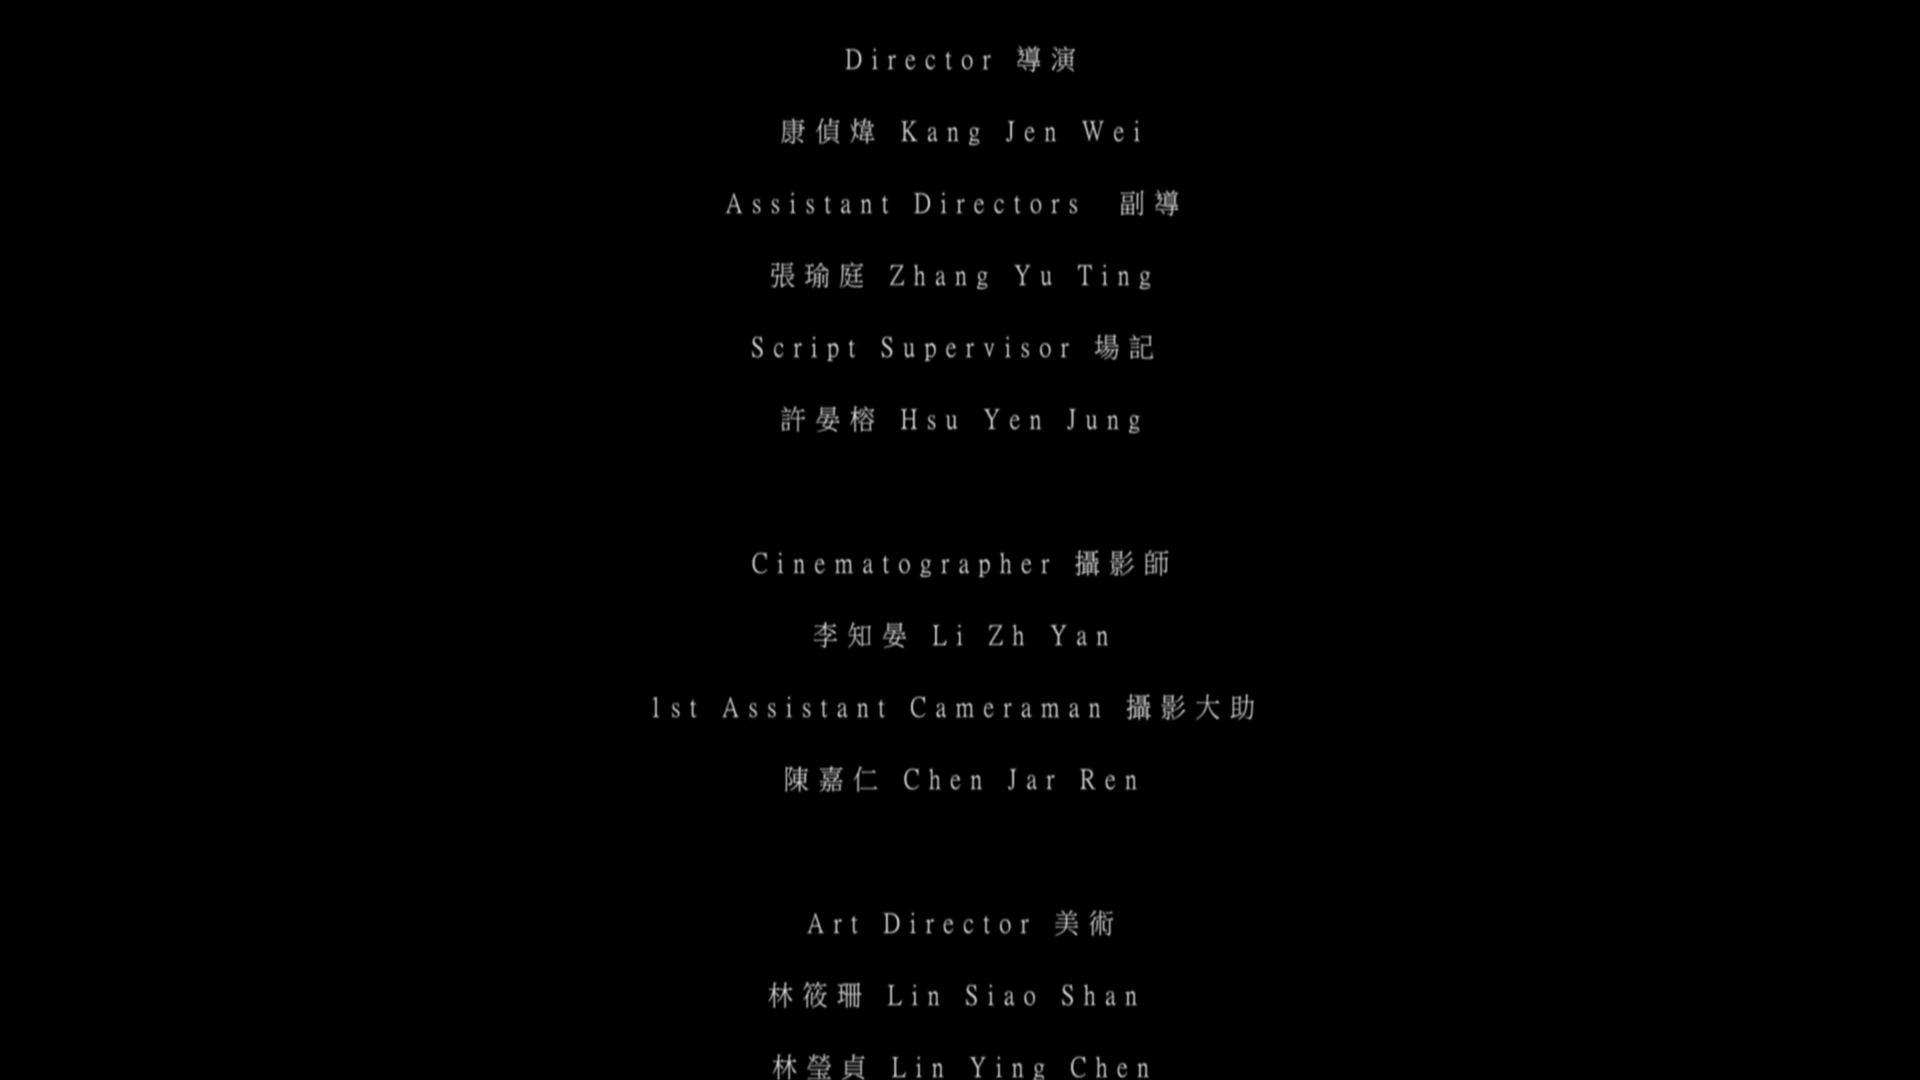 Director 導演
康偵煒 Kang Jen Wei
Assistant Directors 副導
張瑜庭 Zhang Yu Ting
Script Supervisor 場記
許晏榕 Hsu Yen Jung
Cinematographer 攝影師
李知晏 Li Zh Yan
1st Assistant Cameraman 攝影大助
陳嘉仁 Chen Jar Ren
Art Director 美術
林筱珊 Lin Siao Shan
林瑩貞 Lin Ying Chen